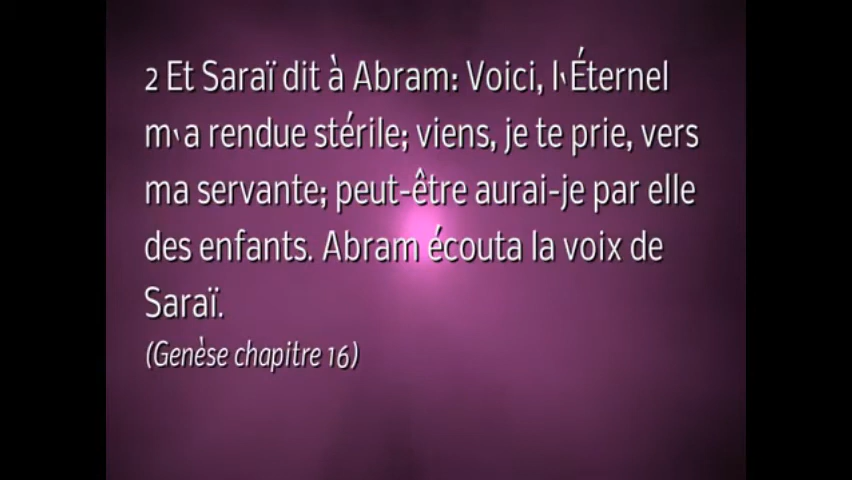 2 Et Saraï dit à Abram: Voici, l'Éternel
m'a rendue stérile; viens, je te prie, vers
ma servante; peut-être aurai-je par elle
des enfants. Abram écouta la voix de
Saraï.
(Genèse chapitre 16)